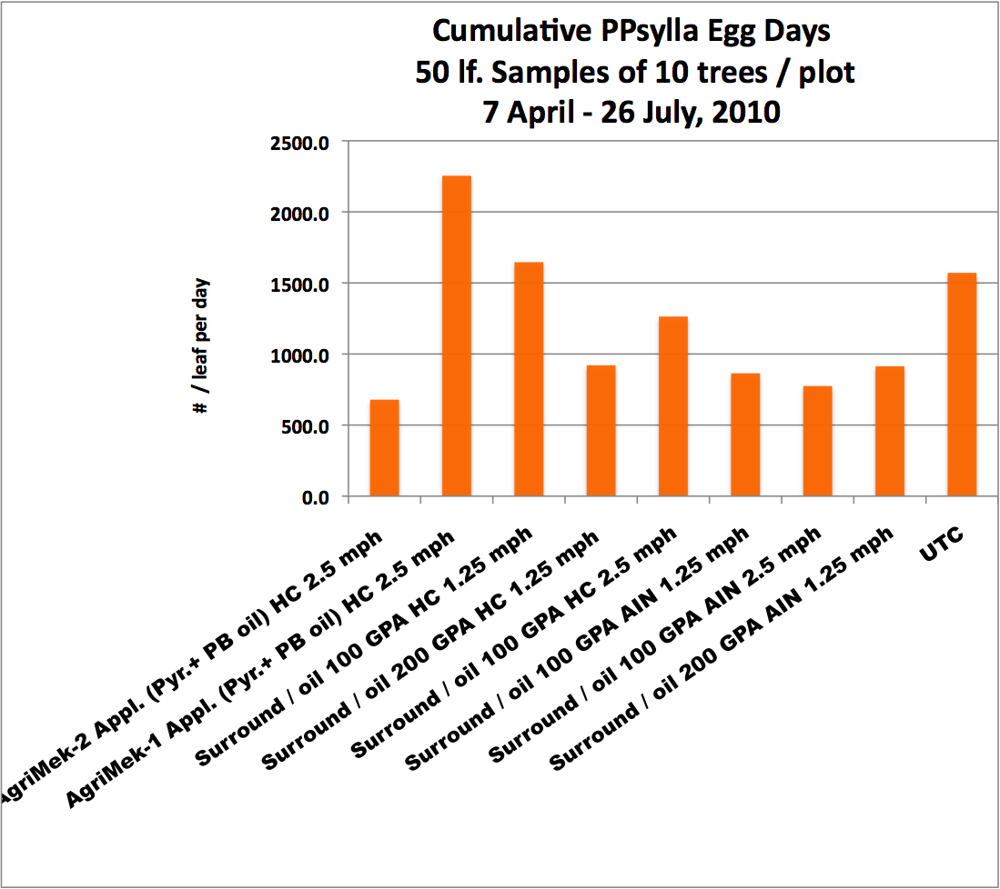 Cumulative PPsylla Egg Days
50 lf. Samples of 10 trees / plot
7 April - 26 July, 2010
2500.0
2000.0
1500.0
1000.0
500.0
0.0
# / leaf per day
AgriMek-2 Appl. (Pyr.+ PB oil) HC 2.5 mph
AgriMek-1 Appl. (Pyr.+ PB oil) HC 2.5 mph
Surround / oil 100 GPA HC 1.25 mph
Surround / oil 200 GPA HC 1.25 mph
Surround / oil 100 GPA HC 2.5 mph
Surround / oil 100 GPA AIN 1.25 mph
Surround / oil 100 GPA AIN 2.5 mph
Surround / oil 200 GPA AIN 1.25 mph
UTC